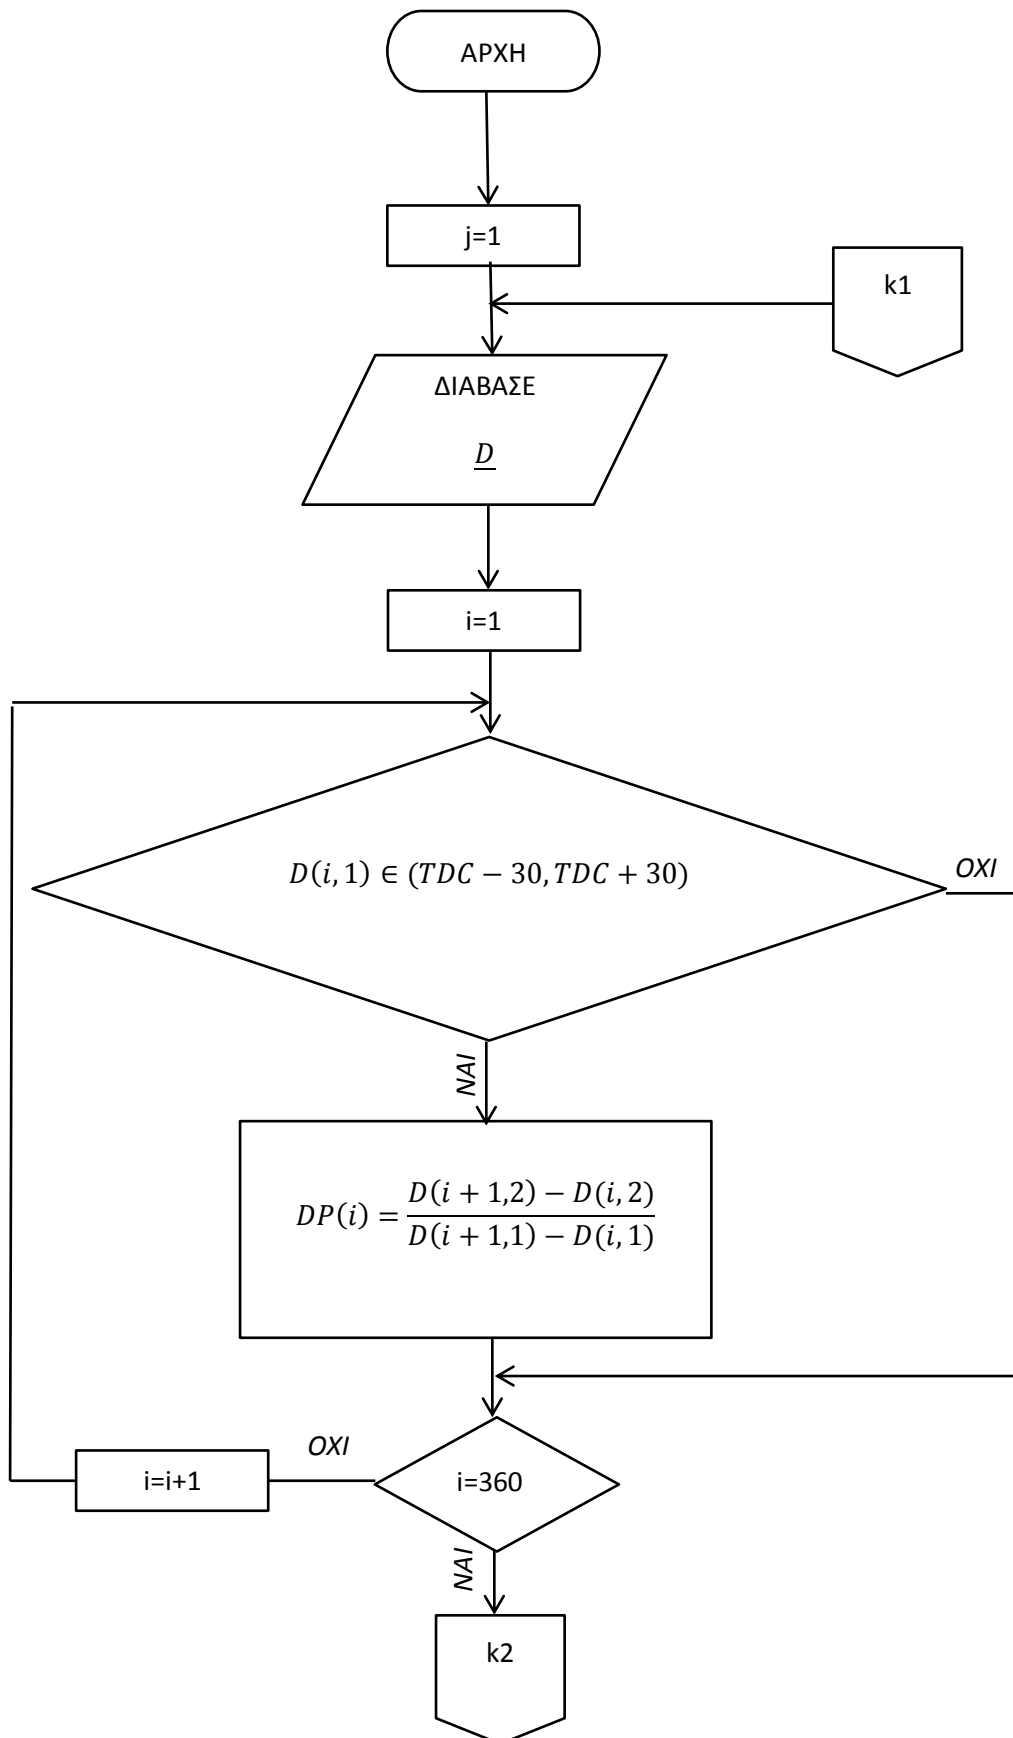 ΑΡΧΗ
j=1
k1
ΔΙΑΒΑΣΕ
D
i=1
D(i, 1) ∈ (TDC − 30, TDC + 30)
ΟΧΙ
ΝΑΙ
DP(i) = \frac{D(i + 1,2) − D(i, 2)}{D(i + 1,1) − D(i, 1)}
ΟΧΙ
i=i+1
i=360
ΝΑΙ
k2